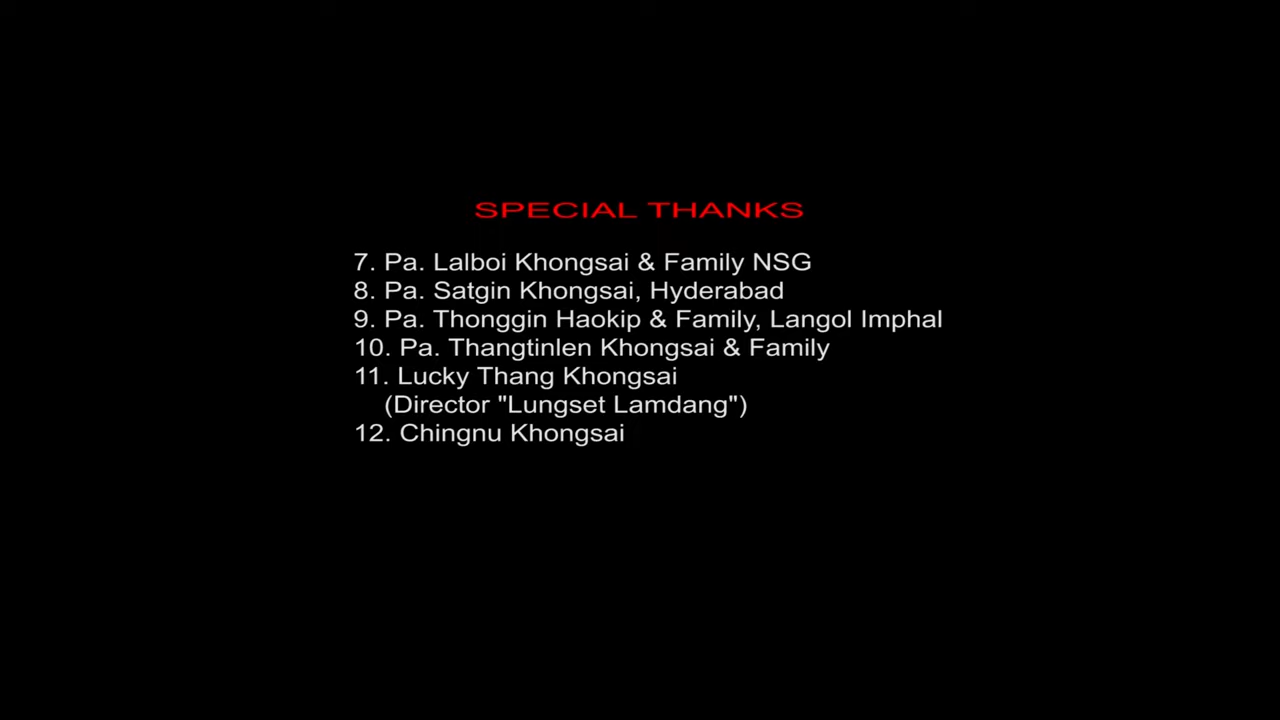 SPECIAL THANKS
7. Pa. Lalboi Khongsai & Family NSG
8. Pa. Satgin Khongsai, Hyderabad
9. Pa. Thonggin Haokip & Family, Langol Imphal
10. Pa. Thangtinlen Khongsai & Family
11. Lucky Thang Khongsai
(Director "Lungset Lamdang")
12. Chingnu Khongsai